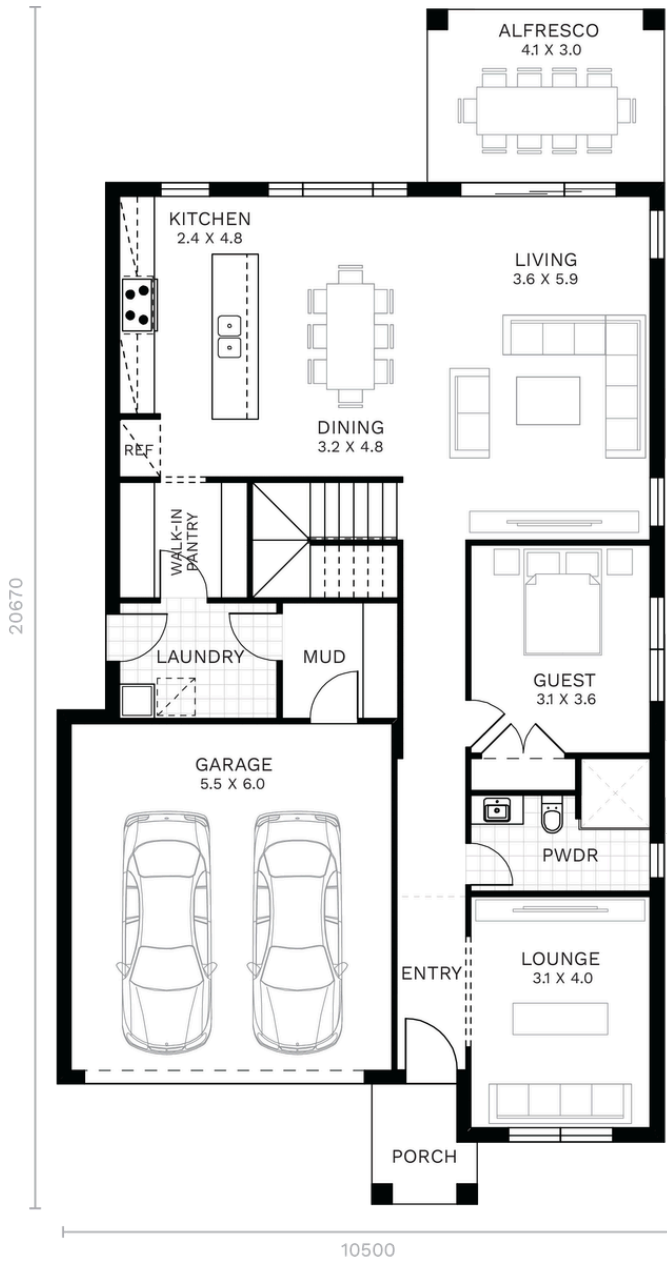 ALFRESCO
4.1 X 3.0
KITCHEN
2.4 X 4.8
LIVING
3.6 X 5.9
DINING
3.2 X 4.8
REF
WALK-IN
PANTRY
20670
LAUNDRY
MUD
GUEST
3.1 X 3.6
GARAGE
5.5 X 6.0
PWDR
ENTRY
LOUNGE
3.1 X 4.0
PORCH
10500